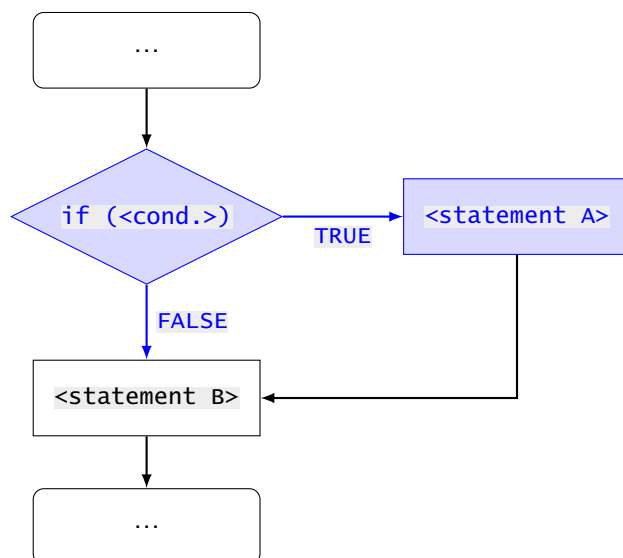 ...
if (<cond.>)
<statement A>
TRUE
FALSE
<statement B>
...